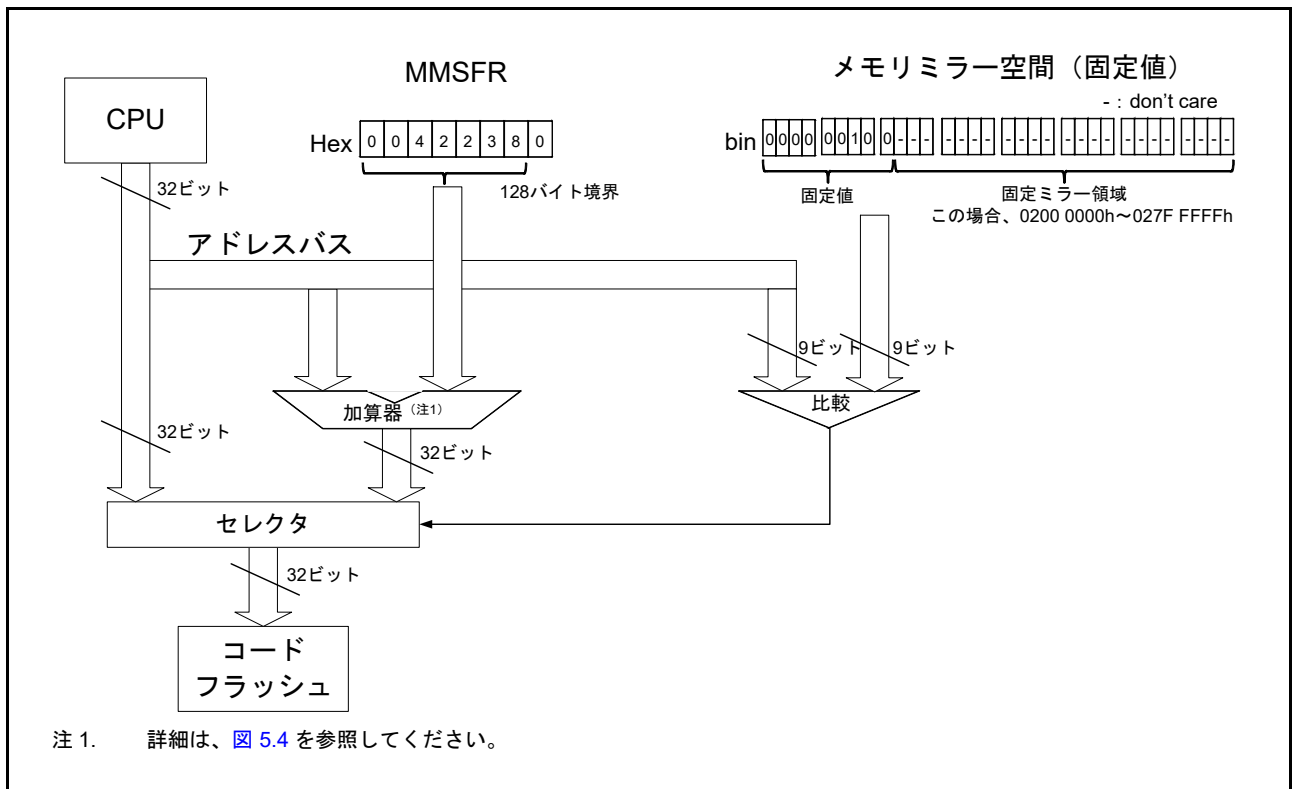 MMSFR
メモリミラー空間（固定値）
- : don't care
CPU
Hex 0 0 4 2 2 3 8 0
bin 0000 0010 0--- ---- ---- ---- ---- ----
32ビット
128バイト境界
固定値
固定ミラー領域
この場合、0200 0000h～027F FFFFh
アドレスバス
9ビット
9ビット
加算器（注1）
比較
32ビット
32ビット
セレクタ
32ビット
コード
フラッシュ
注 1. 詳細は、図 5.4 を参照してください。